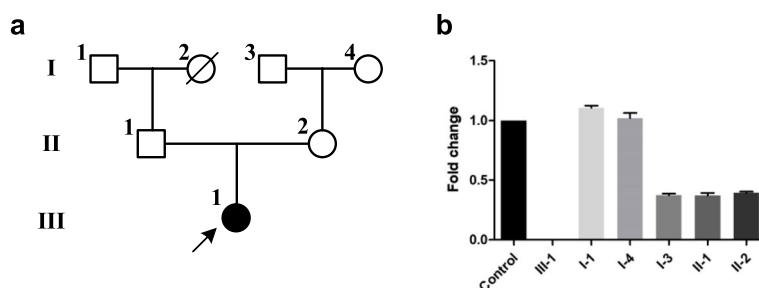 a
I
1
2
3
4
II
1
2
III
1
b
Fold change
1.5
1.0
0.5
0.0
Control
III-1
I-1
I-4
I-3
II-1
II-2